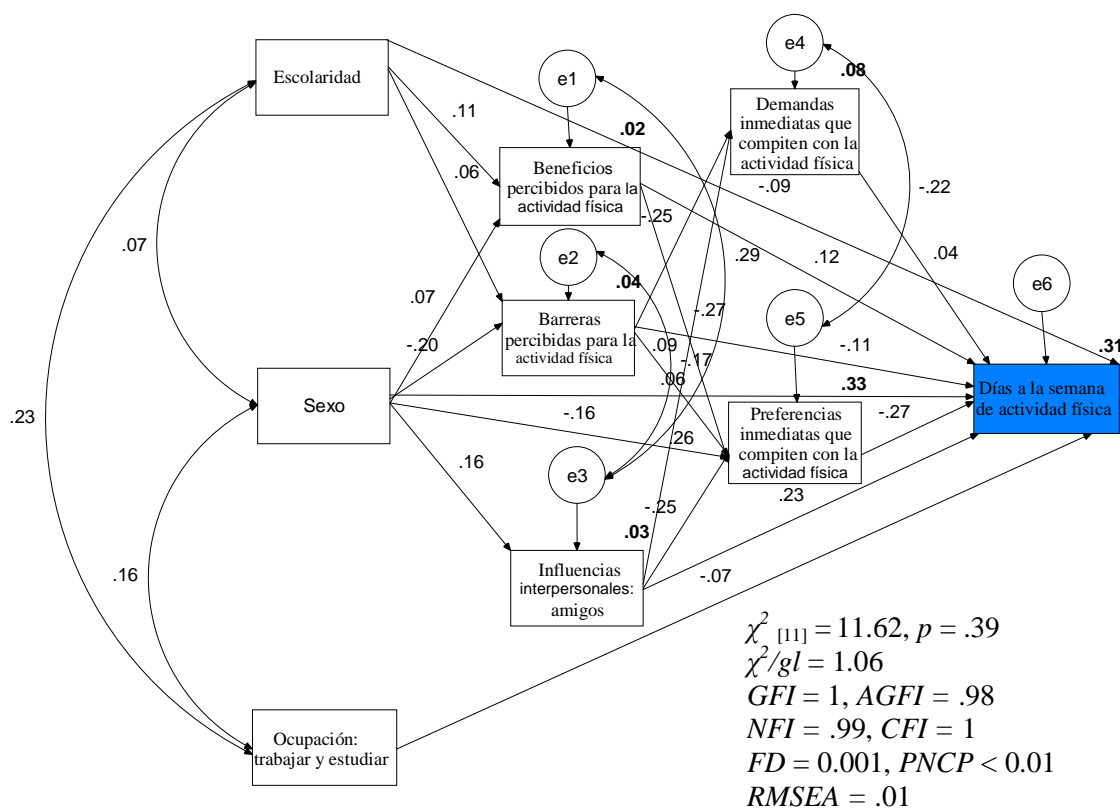 e4
Escolaridad
e1
.08
.11
.02
Demandas
inmediatas que
compiten con la
actividad física
Beneficios
percibidos para la
actividad física
.06
-.09
-.22
-.25
.07
e2
.29
.12
.04
e6
.04
.07
-.27
e5
-.20
Barreras
percibidas para la
actividad física
.09
-.17
.06
-.11
.31
.33
Días a la semana
de actividad física
Sexo
.23
-.16
Preferencias
inmediatas que
compiten con la
actividad física
-.27
.26
.16
e3
.23
-.25
.03
Influencias
interpersonales:
amigos
.16
-.07
Ocupación:
trabajar y estudiar
χ² [11] = 11.62, p = .39
χ²/gl = 1.06
GFI = 1, AGFI = .98
NFI = .99, CFI = 1
FD = 0.001, PNCP < 0.01
RMSEA = .01